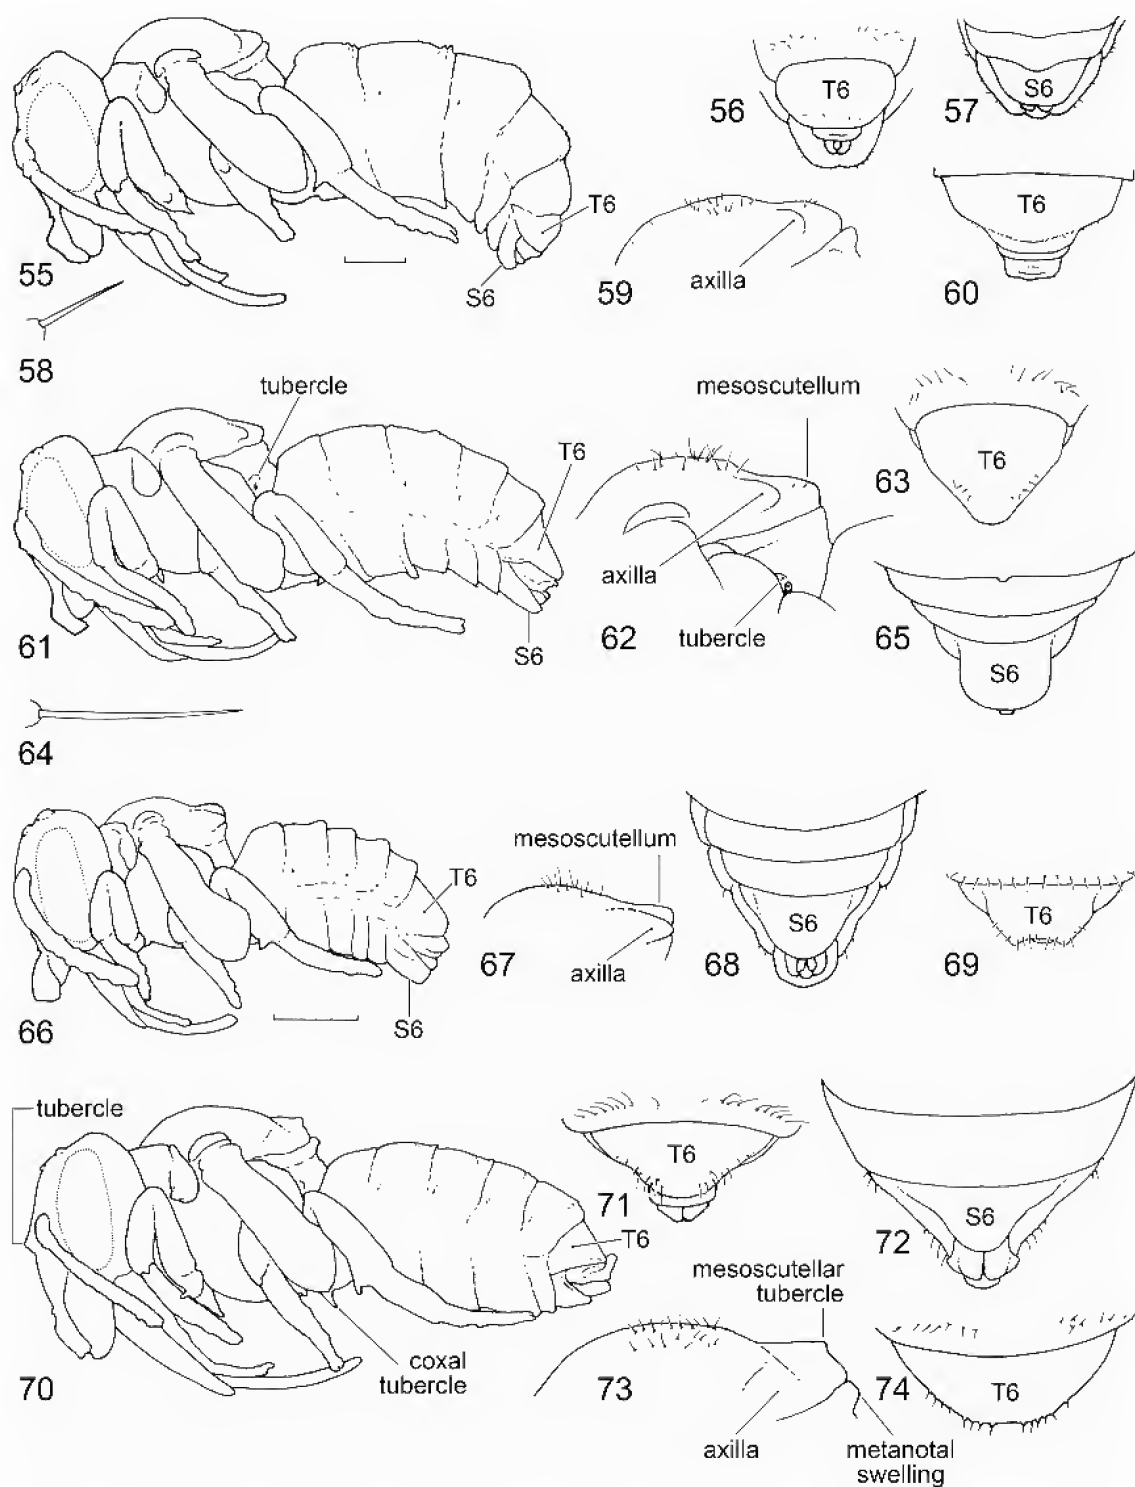 T6
S6
55
58
T6
56
S6
57
axilla
59
T6
60
tubercle
T6
S6
61
64
mesoscutellum
axilla
tubercle
62
T6
63
S6
65
T6
S6
66
mesoscutellum
axilla
67
S6
68
T6
69
tubercle
T6
coxal
tubercle
70
T6
71
S6
72
mesoscutellar
tubercle
axilla
metanotal
swelling
73
T6
74